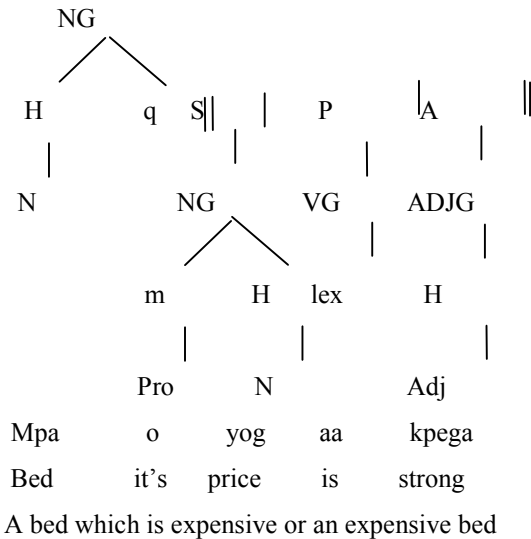 NG
H q S P A
N NG VG ADJG
m H lex H
Pro N Adj
Mpa o yog aa kpega
Bed it's price is strong
A bed which is expensive or an expensive bed